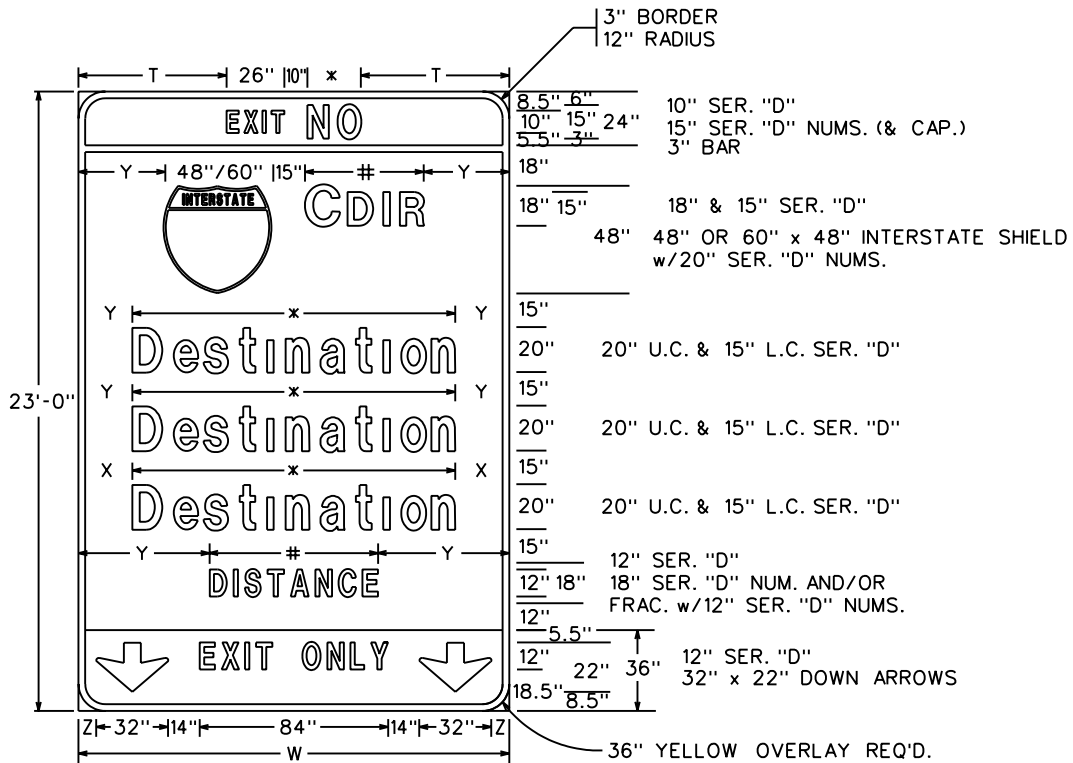 3" BORDER
12" RADIUS
T 26" 10" * T
EXIT NO
8.5" 6"
10" 15" 24"
5.5" 3"
10" SER. "D"
15" SER. "D" NUMS. (& CAP.)
3" BAR
Y 48"/60" 15" # Y
18"
INTERSTATE CDIR
18" 15" 18" & 15" SER. "D"
48" 48" OR 60" x 48" INTERSTATE SHIELD
w/20" SER. "D" NUMS.
Y * Y 15"
Destination 20" 20" U.C. & 15" L.C. SER. "D"
23'-0"
Y * Y 15"
Destination 20" 20" U.C. & 15" L.C. SER. "D"
X * X 15"
Destination 20" 20" U.C. & 15" L.C. SER. "D"
Y # Y 15"
DISTANCE
12" 18"
12" SER. "D"
18" SER. "D" NUM. AND/OR
FRAC. w/12" SER. "D" NUMS.
12"
EXIT ONLY
5.5"
12" 22" 36"
18.5" 8.5"
12" SER. "D"
32" x 22" DOWN ARROWS
Z 32" 14" 84" 14" 32" Z
W
36" YELLOW OVERLAY REQ'D.